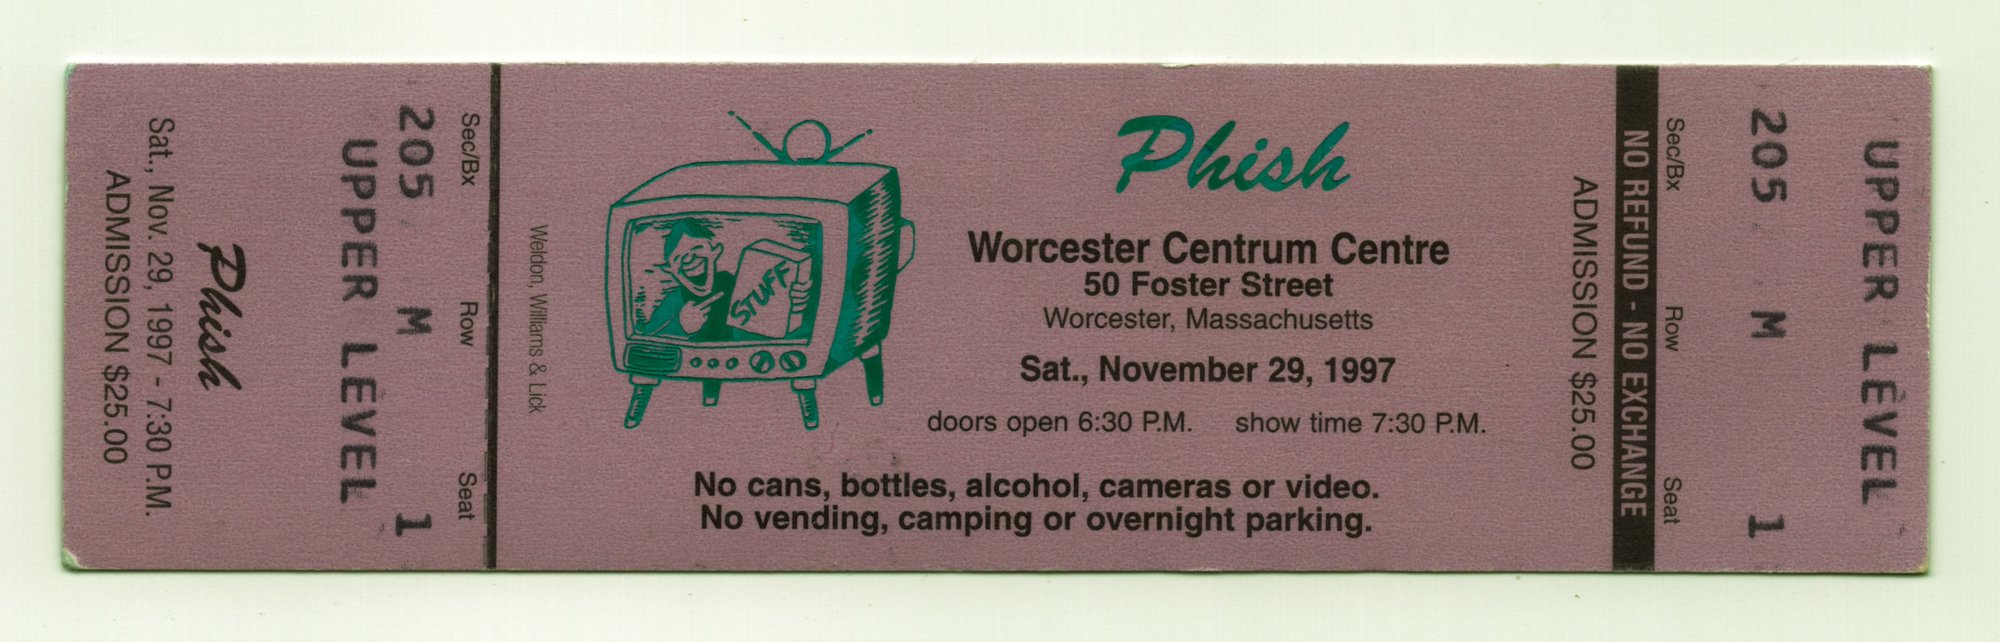 Phish
Sat., Nov. 29, 1997 - 7:30 P.M.
ADMISSION $25.00
Sec/Bx Row Seat
205 M 1
UPPER LEVEL
Weldon, Williams & Lick
STUFF
Phish
Worcester Centrum Centre
50 Foster Street
Worcester, Massachusetts
Sat., November 29, 1997
doors open 6:30 P.M. show time 7:30 P.M.
No cans, bottles, alcohol, cameras or video.
No vending, camping or overnight parking.
UPPER LEVEL
205 M 1
Sec/Bx Row Seat
NO REFUND - NO EXCHANGE
ADMISSION $25.00